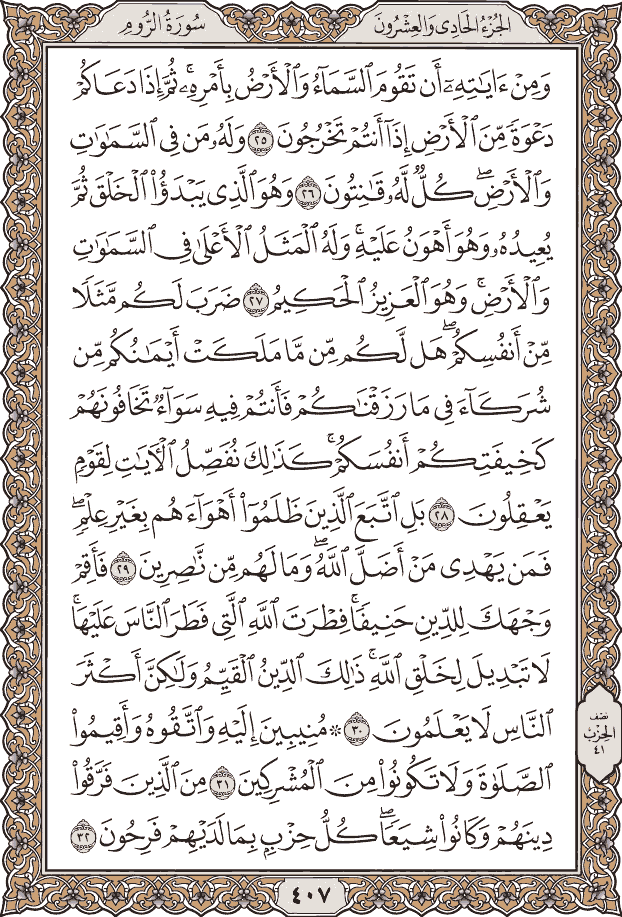 الجُزْءُ الحَادِى وَالعِشْرُونَ
سُورَةُ الرُّومِ
وَمِنْ ءَايَٰتِهِۦٓ أَن تَقُومَ ٱلسَّمَآءُ وَٱلْأَرْضُ بِأَمْرِهِۦ ۚ ثُمَّ إِذَا دَعَاكُمْ
دَعْوَةً مِّنَ ٱلْأَرْضِ إِذَآ أَنتُمْ تَخْرُجُونَ ٢٥ وَلَهُۥ مَن فِى ٱلسَّمَٰوَٰتِ
وَٱلْأَرْضِ ۖ كُلٌّ لَّهُۥ قَٰنِتُونَ ٢٦ وَهُوَ ٱلَّذِى يَبْدَؤُا۟ ٱلْخَلْقَ ثُمَّ
يُعِيدُهُۥ وَهُوَ أَهْوَنُ عَلَيْهِ ۚ وَلَهُ ٱلْمَثَلُ ٱلْأَعْلَىٰ فِى ٱلسَّمَٰوَٰتِ
وَٱلْأَرْضِ ۚ وَهُوَ ٱلْعَزِيزُ ٱلْحَكِيمُ ٢٧ ضَرَبَ لَكُم مَّثَلًا
مِّنْ أَنفُسِكُمْ ۖ هَل لَّكُم مِّن مَّا مَلَكَتْ أَيْمَٰنُكُم مِّن
شُرَكَآءَ فِى مَا رَزَقْنَٰكُمْ فَأَنتُمْ فِيهِ سَوَآءٌ تَخَافُونَهُمْ
كَخِيفَتِكُمْ أَنفُسَكُمْ ۚ كَذَٰلِكَ نُفَصِّلُ ٱلْءَايَٰتِ لِقَوْمٍ
يَعْقِلُونَ ٢٨ بَلِ ٱتَّبَعَ ٱلَّذِينَ ظَلَمُوٓا۟ أَهْوَآءَهُم بِغَيْرِ عِلْمٍ ۖ
فَمَن يَهْدِى مَنْ أَضَلَّ ٱللَّهُ ۖ وَمَا لَهُم مِّن نَّٰصِرِينَ ٢٩ فَأَقِمْ
وَجْهَكَ لِلدِّينِ حَنِيفًا ۚ فِطْرَتَ ٱللَّهِ ٱلَّتِى فَطَرَ ٱلنَّاسَ عَلَيْهَا ۚ
لَا تَبْدِيلَ لِخَلْقِ ٱللَّهِ ۚ ذَٰلِكَ ٱلدِّينُ ٱلْقَيِّمُ وَلَٰكِنَّ أَكْثَرَ
ٱلنَّاسِ لَا يَعْلَمُونَ ٣٠ ۞ مُنِيبِينَ إِلَيْهِ وَٱتَّقُوهُ وَأَقِيمُوا۟
ٱلصَّلَوٰةَ وَلَا تَكُونُوا۟ مِنَ ٱلْمُشْرِكِينَ ٣١ مِنَ ٱلَّذِينَ فَرَّقُوا۟
دِينَهُمْ وَكَانُوا۟ شِيَعًا ۖ كُلُّ حِزْبٍۭ بِمَا لَدَيْهِمْ فَرِحُونَ ٣٢
نصف
الحزب
٤١
٤٠٧